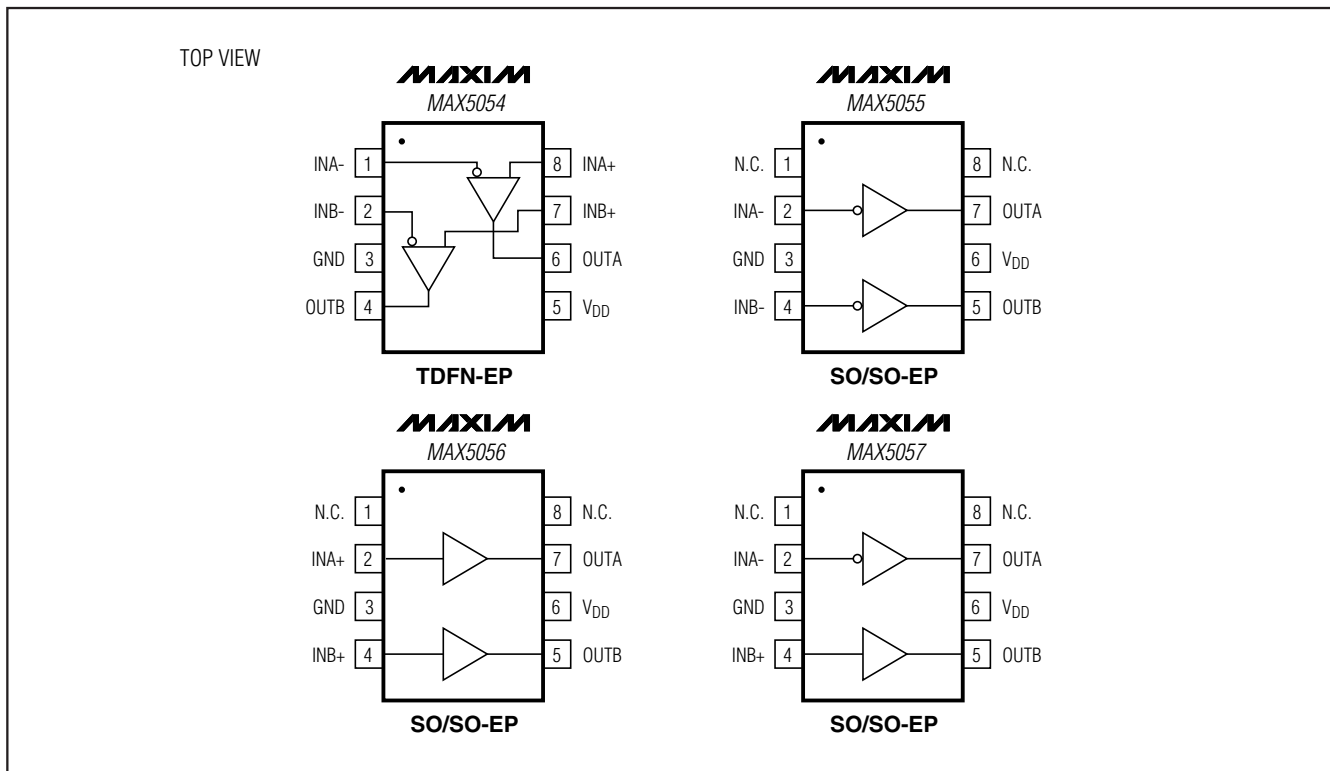 TOP VIEW
MAXIM
MAX5054
INA- 1
8 INA+
INB- 2
7 INB+
GND 3
6 OUTA
OUTB 4
5 VDD
TDFN-EP
MAXIM
MAX5055
N.C. 1
8 N.C.
INA- 2
7 OUTA
GND 3
6 VDD
INB- 4
5 OUTB
SO/SO-EP
MAXIM
MAX5056
N.C. 1
8 N.C.
INA+ 2
7 OUTA
GND 3
6 VDD
INB+ 4
5 OUTB
SO/SO-EP
MAXIM
MAX5057
N.C. 1
8 N.C.
INA- 2
7 OUTA
GND 3
6 VDD
INB+ 4
5 OUTB
SO/SO-EP